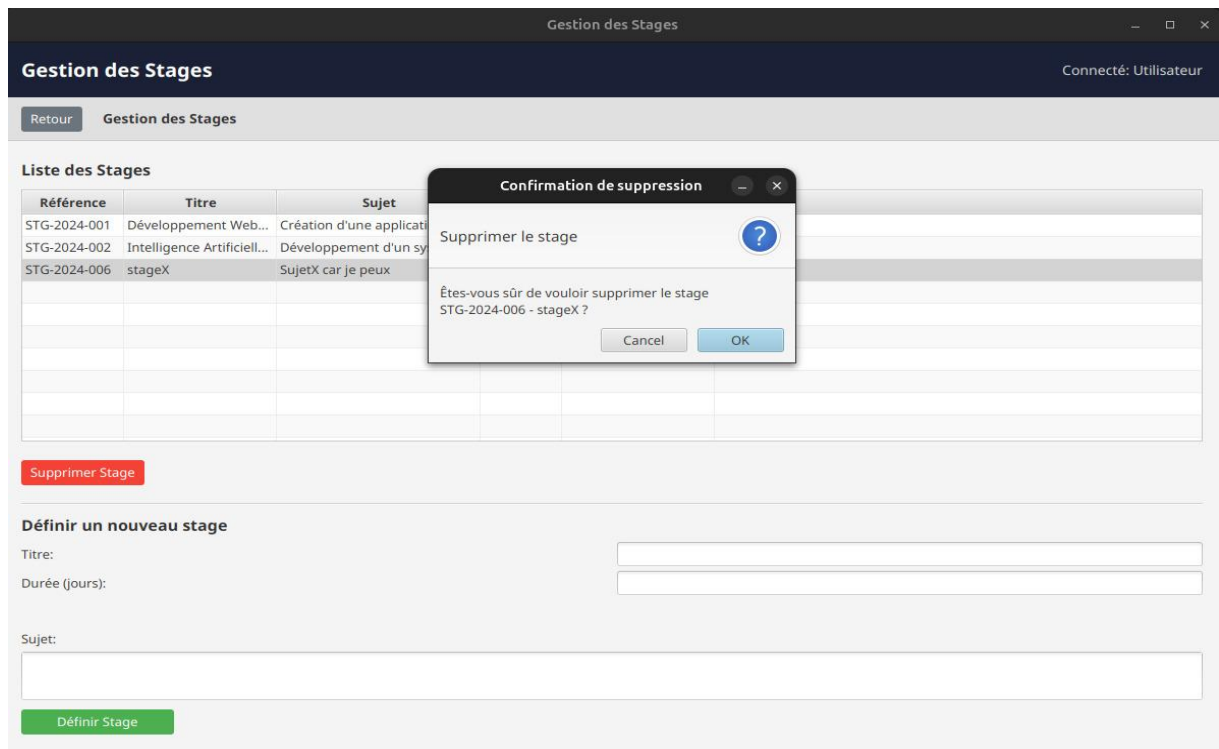 Gestion des Stages
Gestion des Stages
Connecté: Utilisateur
Retour
Gestion des Stages
Liste des Stages
Référence Titre Sujet
STG-2024-001 Développement Web... Création d'une applicati
STG-2024-002 Intelligence Artificiell... Développement d'un sy
STG-2024-006 stageX SujetX car je peux
Confirmation de suppression
Supprimer le stage
?
Êtes-vous sûr de vouloir supprimer le stage
STG-2024-006 - stageX ?
Cancel OK
Supprimer Stage
Définir un nouveau stage
Titre:
Durée (jours):
Sujet:
Définir Stage